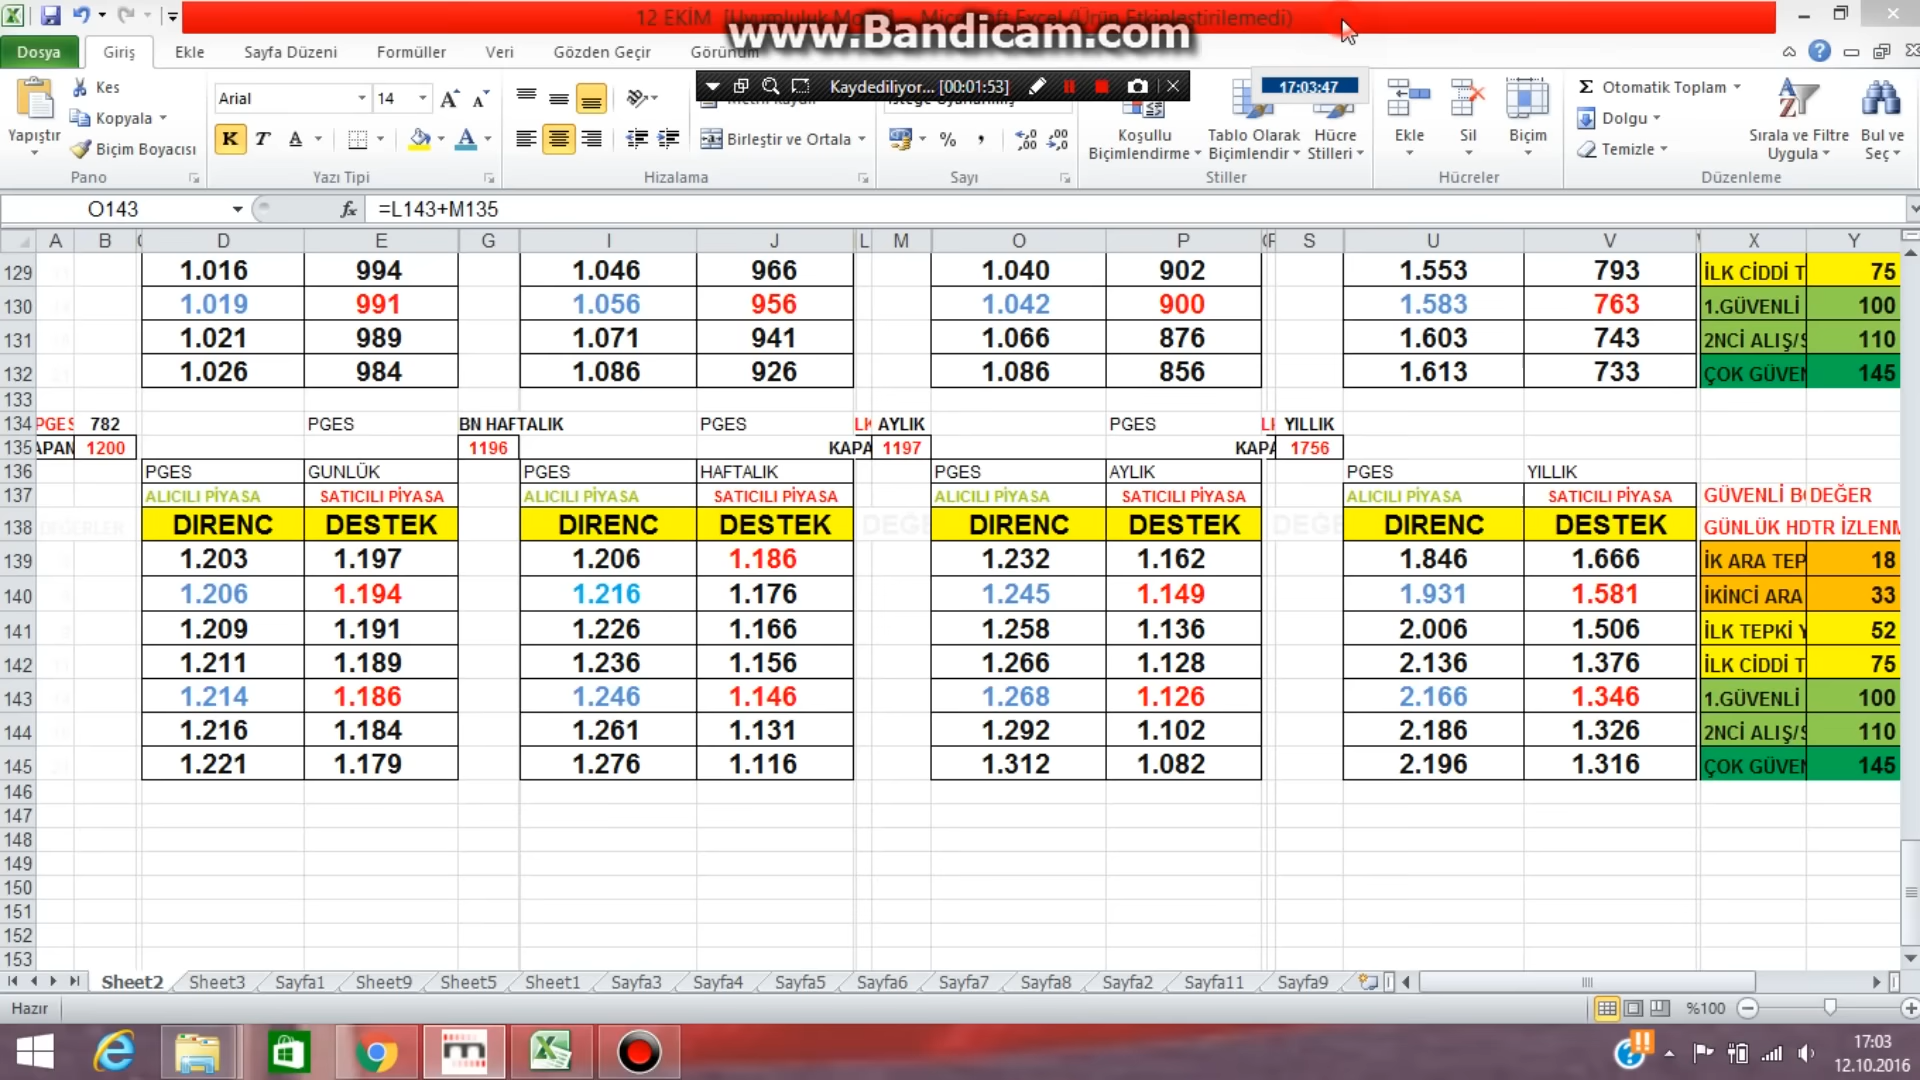 12 EKİM [Uyumluluk Mo Microsoft Excel (Ürün Etkinleştirilemedi)
www.Bandicam.com
Dosya Giriş Ekle Sayfa Düzeni Formüller Veri Gözden Geçir Görünüm
Kaydediliyor... [00:01:53]
17:03:47
Yapıştır
Kes
Kopyala
Biçim Boyacısı
Arial 14
K T A
Birleştir ve Ortala
%
Koşullu Biçimlendirme
Tablo Olarak Biçimlendir
Hücre Stilleri
Ekle Sil Biçim
Σ Otomatik Toplam
Dolgu
Temizle
Sırala ve Filtre Uygula
Bul ve Seç
Pano Yazı Tipi Hizalama Sayı Stiller Hücreler Düzenleme
O143 fx =L143+M135
A B D E G I J L M O P S U V X Y
129 1.016 994 1.046 966 1.040 902 1.553 793 İLK CİDDİ T 75
130 1.019 991 1.056 956 1.042 900 1.583 763 1.GÜVENLİ 100
131 1.021 989 1.071 941 1.066 876 1.603 743 2NCİ ALIŞ/S 110
132 1.026 984 1.086 926 1.086 856 1.613 733 ÇOK GÜVEN 145
133
134 PGES 782 PGES BN HAFTALIK PGES LK AYLIK PGES YILLIK
135 APAN 1200 1196 KAPA 1197 KAPA 1756
136 PGES GUNLÜK PGES HAFTALIK PGES AYLIK PGES YILLIK
137 ALICILI PİYASA SATICILI PİYASA ALICILI PİYASA SATICILI PİYASA ALICILI PİYASA SATICILI PİYASA ALICILI PİYASA SATICILI PİYASA GÜVENLİ B DEĞER
138 DEĞERLER DIRENC DESTEK DIRENC DESTEK DEĞE DIRENC DESTEK DEĞE DIRENC DESTEK GÜNLÜK HDTR İZLENM
139 1.203 1.197 1.206 1.186 1.232 1.162 1.846 1.666 İK ARA TEP 18
140 1.206 1.194 1.216 1.176 1.245 1.149 1.931 1.581 İKİNCİ ARA 33
141 1.209 1.191 1.226 1.166 1.258 1.136 2.006 1.506 İLK TEPKİ Y 52
142 1.211 1.189 1.236 1.156 1.266 1.128 2.136 1.376 İLK CİDDİ T 75
143 1.214 1.186 1.246 1.146 1.268 1.126 2.166 1.346 1.GÜVENLİ 100
144 1.216 1.184 1.261 1.131 1.292 1.102 2.186 1.326 2NCİ ALIŞ/S 110
145 1.221 1.179 1.276 1.116 1.312 1.082 2.196 1.316 ÇOK GÜVEN 145
146
147
148
149
150
151
152
153
Sheet2 Sheet3 Sayfa1 Sheet9 Sheet5 Sheet1 Sayfa3 Sayfa4 Sayfa5 Sayfa6 Sayfa7 Sayfa8 Sayfa2 Sayfa11 Sayfa9
Hazır %100
17:03
12.10.2016